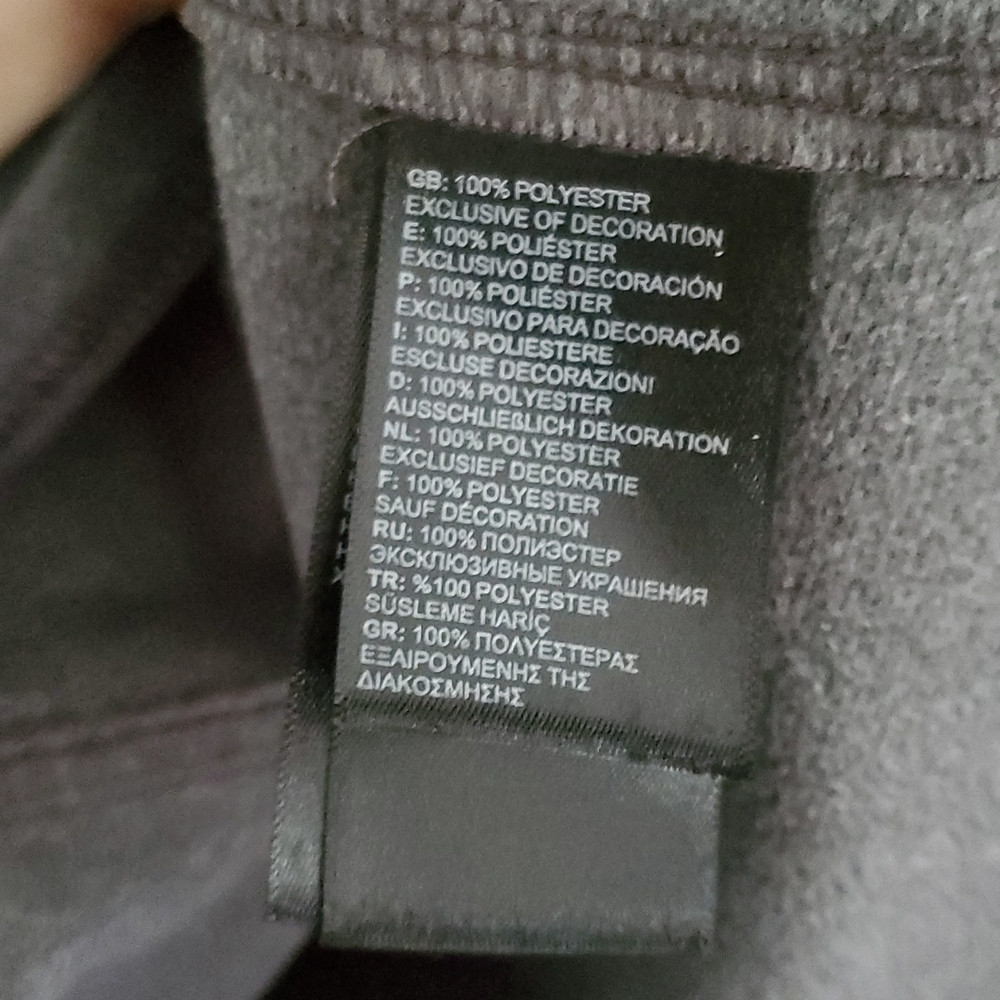 GB: 100% POLYESTER
EXCLUSIVE OF DECORATION
E: 100% POLIÉSTER
EXCLUSIVO DE DECORACIÓN
P: 100% POLIÉSTER
EXCLUSIVO PARA DECORAÇÃO
I: 100% POLIESTERE
ESCLUSE DECORAZIONI
D: 100% POLYESTER
AUSSCHLIEßLICH DEKORATION
NL: 100% POLYESTER
EXCLUSIEF DECORATIE
F: 100% POLYESTER
SAUF DÉCORATION
RU: 100% ПОЛИЭСТЕР
ЭКСКЛЮЗИВНЫЕ УКРАШЕНИЯ
TR: %100 POLYESTER
SÜSLEME HARİÇ
GR: 100% ΠΟΛΥΕΣΤΕΡΑΣ
ΕΞΑΙΡΟΥΜΕΝΗΣ ΤΗΣ
ΔΙΑΚΟΣΜΗΣΗΣ